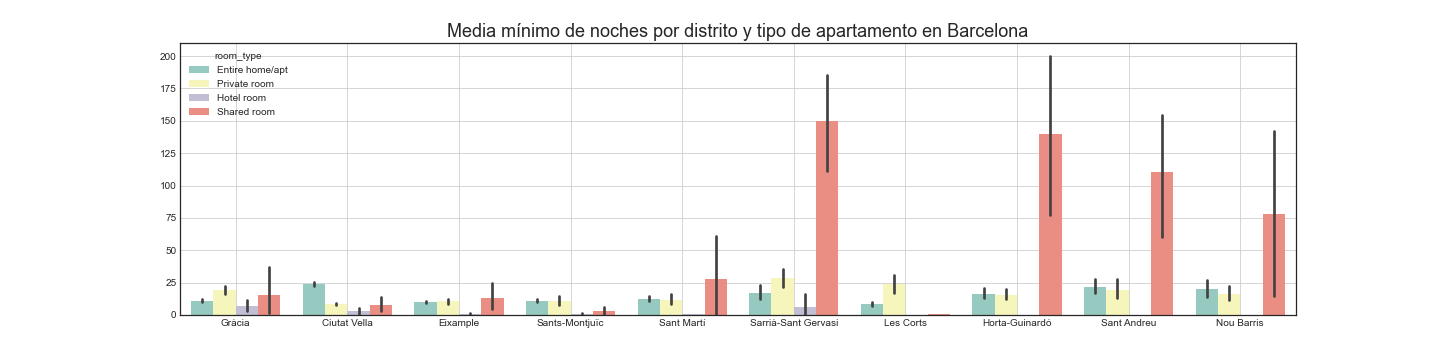 Media mínimo de noches por distrito y tipo de apartamento en Barcelona
room_type
Entire home/apt
Private room
Hotel room
Shared room
200
175
150
125
100
75
50
25
0
Gràcia
Ciutat Vella
Eixample
Sants-Montjuïc
Sant Martí
Sarrià-Sant Gervasi
Les Corts
Horta-Guinardó
Sant Andreu
Nou Barris